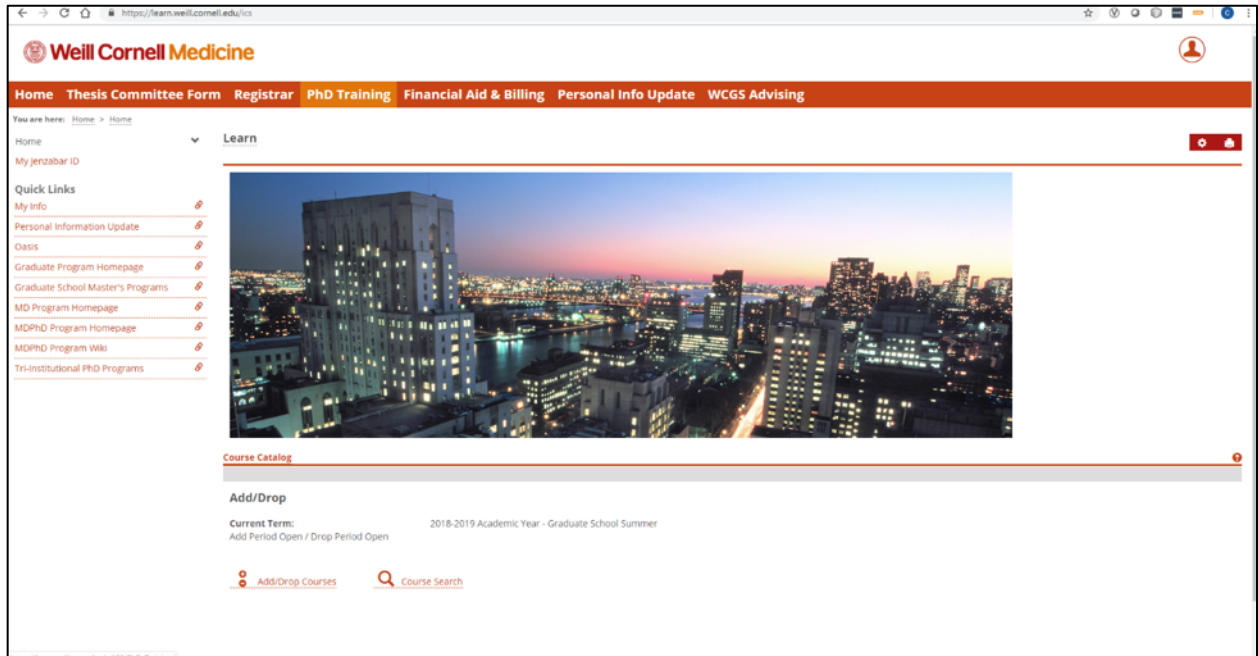 https://learn.weill.cornell.edu/ics
Weill Cornell Medicine
Home Thesis Committee Form Registrar PhD Training Financial Aid & Billing Personal Info Update WCGS Advising
You are here: Home > Home
Home
My Jenzabar ID
Quick Links
My Info
Personal Information Update
Oasis
Graduate Program Homepage
Graduate School Master's Programs
MD Program Homepage
MDPhD Program Homepage
MDPhD Program Wiki
Tri-Institutional PhD Programs
Learn
Course Catalog
Add/Drop
Current Term: 2018-2019 Academic Year - Graduate School Summer
Add Period Open / Drop Period Open
Add/Drop Courses Course Search